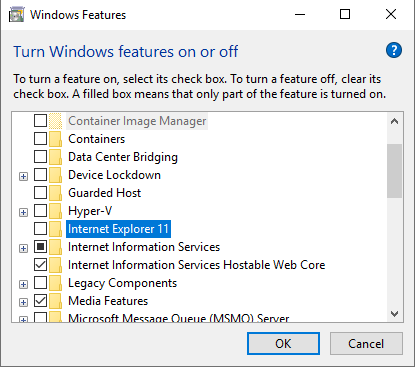 Windows Features
Turn Windows features on or off
?
To turn a feature on, select its check box. To turn a feature off, clear its
check box. A filled box means that only part of the feature is turned on.
Container Image Manager
Containers
Data Center Bridging
Device Lockdown
Guarded Host
Hyper-V
Internet Explorer 11
Internet Information Services
Internet Information Services Hostable Web Core
Legacy Components
Media Features
Microsoft Message Queue (MSMQ) Server
OK
Cancel